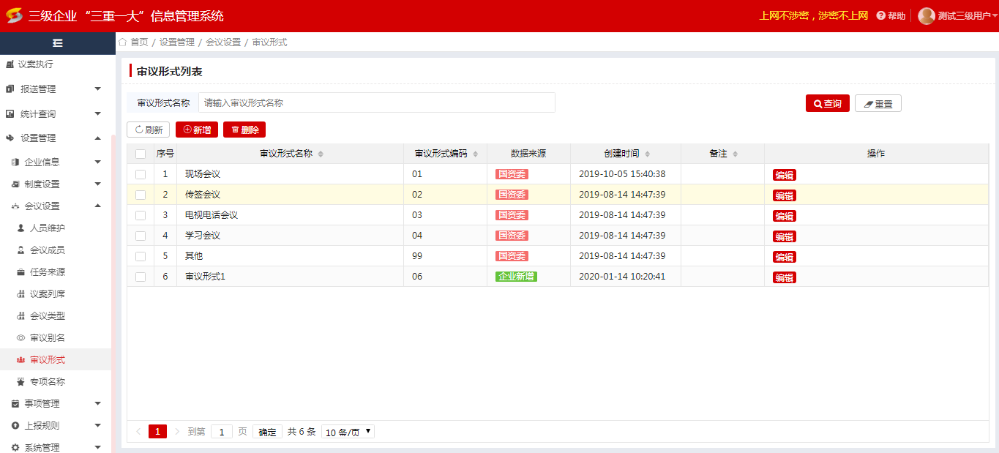 三级企业“三重一大”信息管理系统
上网不涉密，涉密不上网 帮助 测试三级用户
首页 / 设置管理 / 会议设置 / 审议形式
议案执行
报送管理
统计查询
设置管理
企业信息
制度设置
会议设置
人员维护
会议成员
任务来源
议案列席
会议类型
审议别名
审议形式
专项名称
事项管理
上报规则
系统管理
审议形式列表
审议形式名称 请输入审议形式名称 查询 重置
刷新 新增 删除
序号 审议形式名称 审议形式编码 数据来源 创建时间 备注 操作
1 现场会议 01 国资委 2019-10-05 15:40:38 编辑
2 传签会议 02 国资委 2019-08-14 14:47:39 编辑
3 电视电话会议 03 国资委 2019-08-14 14:47:39 编辑
4 学习会议 04 国资委 2019-08-14 14:47:39 编辑
5 其他 99 国资委 2019-08-14 14:47:39 编辑
6 审议形式1 06 企业新增 2020-01-14 10:20:41 编辑
1 到第 1 页 确定 共 6 条 10 条/页